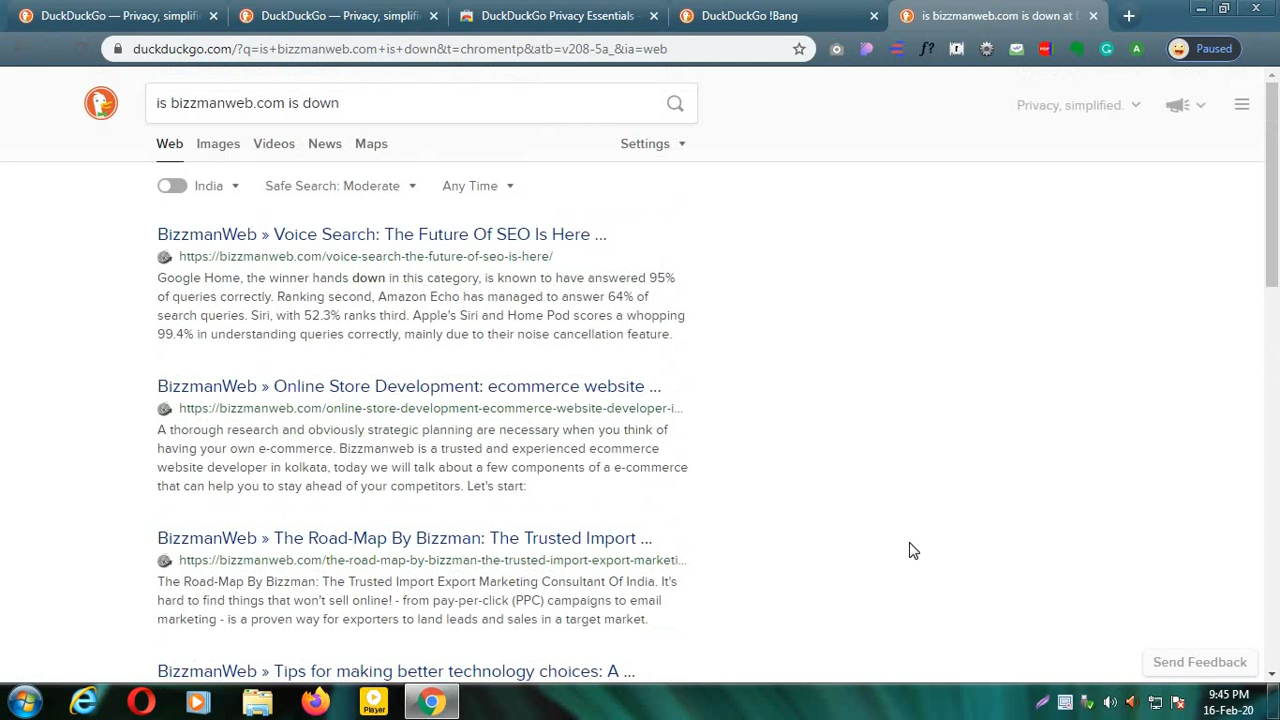 DuckDuckGo — Privacy, simplifi
DuckDuckGo — Privacy, simplifi
DuckDuckGo Privacy Essentials
DuckDuckGo !Bang
is bizzmanweb.com is down at D
duckduckgo.com/?q=is+bizzmanweb.com+is+down&t=chromentp&atb=v208-5a_&ia=web
Paused
is bizzmanweb.com is down
Privacy, simplified.
Web Images Videos News Maps Settings
India Safe Search: Moderate Any Time
BizzmanWeb » Voice Search: The Future Of SEO Is Here ...
https://bizzmanweb.com/voice-search-the-future-of-seo-is-here/
Google Home, the winner hands down in this category, is known to have answered 95%
of queries correctly. Ranking second, Amazon Echo has managed to answer 64% of
search queries. Siri, with 52.3% ranks third. Apple's Siri and Home Pod scores a whopping
99.4% in understanding queries correctly, mainly due to their noise cancellation feature.
BizzmanWeb » Online Store Development: ecommerce website ...
https://bizzmanweb.com/online-store-development-ecommerce-website-developer-i...
A thorough research and obviously strategic planning are necessary when you think of
having your own e-commerce. Bizzmanweb is a trusted and experienced ecommerce
website developer in kolkata, today we will talk about a few components of a e-commerce
that can help you to stay ahead of your competitors. Let's start:
BizzmanWeb » The Road-Map By Bizzman: The Trusted Import ...
https://bizzmanweb.com/the-road-map-by-bizzman-the-trusted-import-export-marketi...
The Road-Map By Bizzman: The Trusted Import Export Marketing Consultant Of India. It's
hard to find things that won't sell online! - from pay-per-click (PPC) campaigns to email
marketing - is a proven way for exporters to land leads and sales in a target market.
BizzmanWeb » Tips for making better technology choices: A ...
Send Feedback
Player
9:45 PM
16-Feb-20